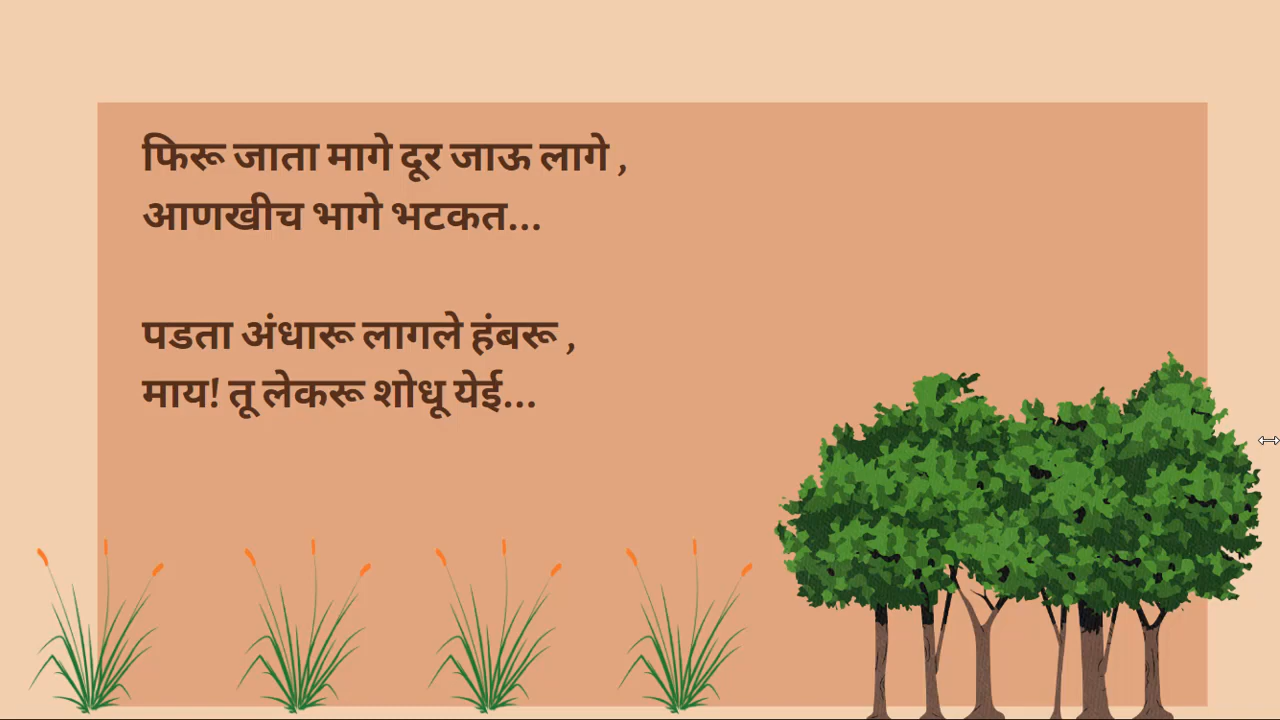 फिरू जाता मागे दूर जाऊ लागे ,
आणखीच भागे भटकत...
पडता अंधारू लागले हंबरू ,
माय! तू लेकरू शोधू येई...